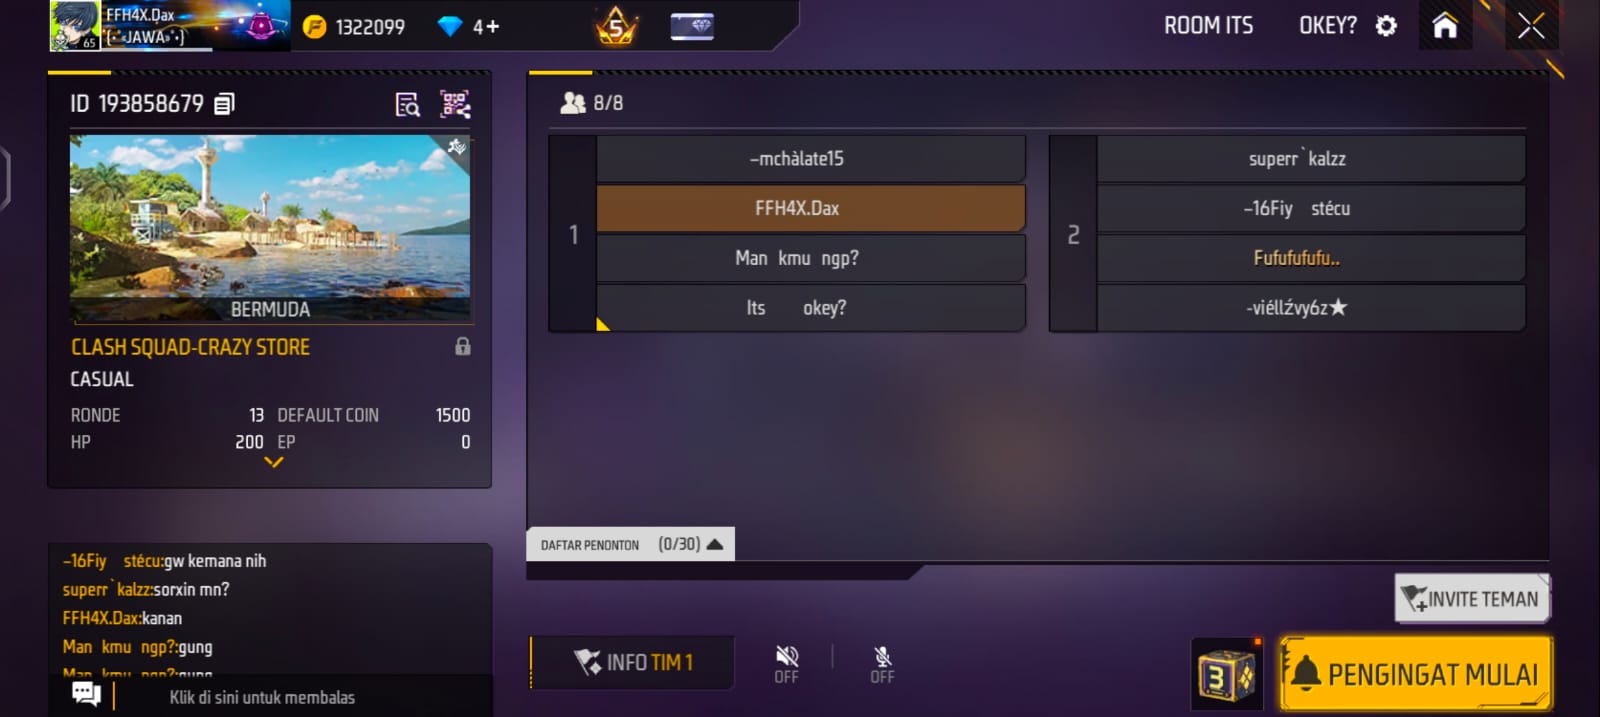 FFH4X.Dax
{•°«JAWA»°•}
65
1322099
4+
5
ROOM ITS OKEY?
ID 193858679
BERMUDA
CLASH SQUAD-CRAZY STORE
CASUAL
RONDE 13 DEFAULT COIN 1500
HP 200 EP 0
8/8
1
–mchàlate15
FFH4X.Dax
Man kmu ngp?
Its okey?
2
superr`kalzz
–16Fiy stécu
Fufufufufu..
-viéllźvy6z★
DAFTAR PENONTON (0/30)
–16Fiy stécu:gw kemana nih
superr`kalzz:sorxin mn?
FFH4X.Dax:kanan
Man kmu ngp?:gung
Man kmu ngp?:gung
Klik di sini untuk membalas
INFO TIM 1
OFF
OFF
INVITE TEMAN
3
PENGINGAT MULAI